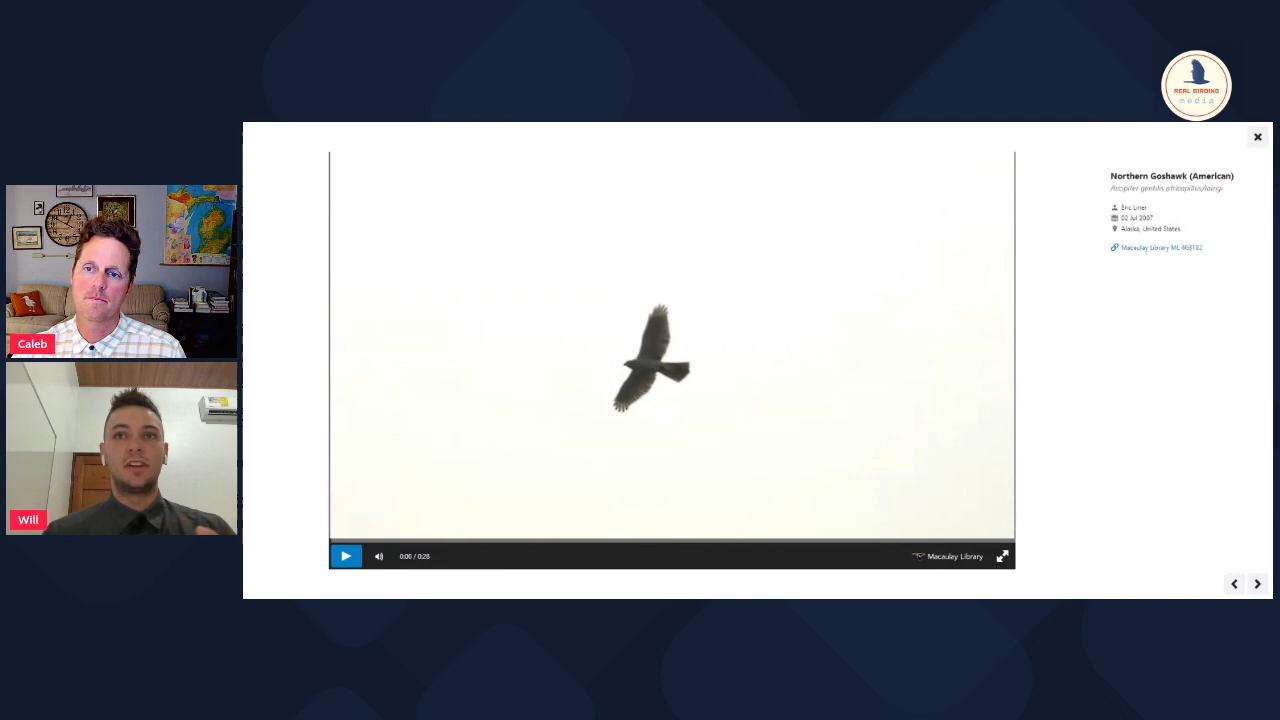 REAL BIRDING
media
Northern Goshawk (American)
Accipiter gentilis atricapillus/laingi
Eric Liner
02 Jul 2007
Alaska, United States
Macaulay Library ML 463182
Caleb
Will
0:00 / 0:28
Macaulay Library